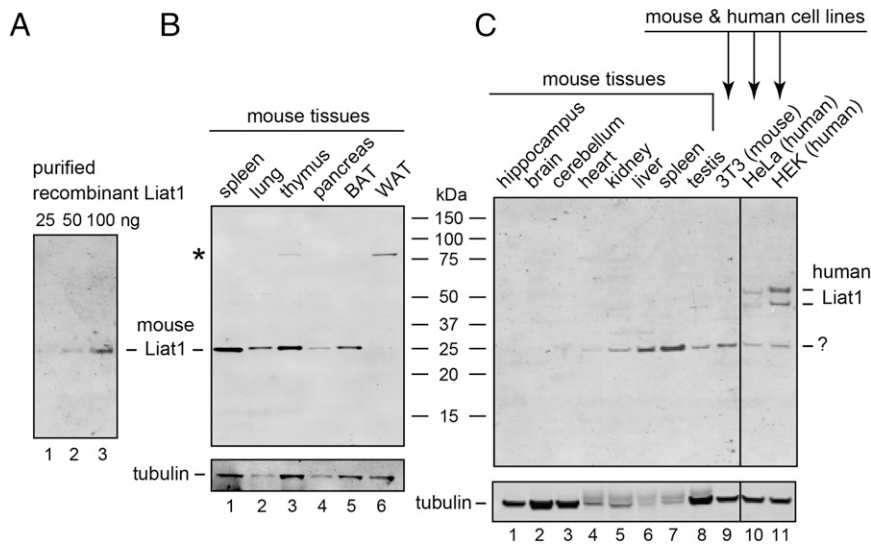 A
purified
recombinant Liat1
25 50 100 ng
1 2 3
B
mouse tissues
spleen
lung
thymus
pancreas
BAT
WAT
*
mouse
Liat1
tubulin
1 2 3 4 5 6
kDa
150
100
75
50
37
25
20
15
C
mouse & human cell lines
mouse tissues
hippocampus
brain
cerebellum
heart
kidney
liver
spleen
testis
3T3 (mouse)
HeLa (human)
HEK (human)
human
Liat1
?
tubulin
1 2 3 4 5 6 7 8 9 10 11